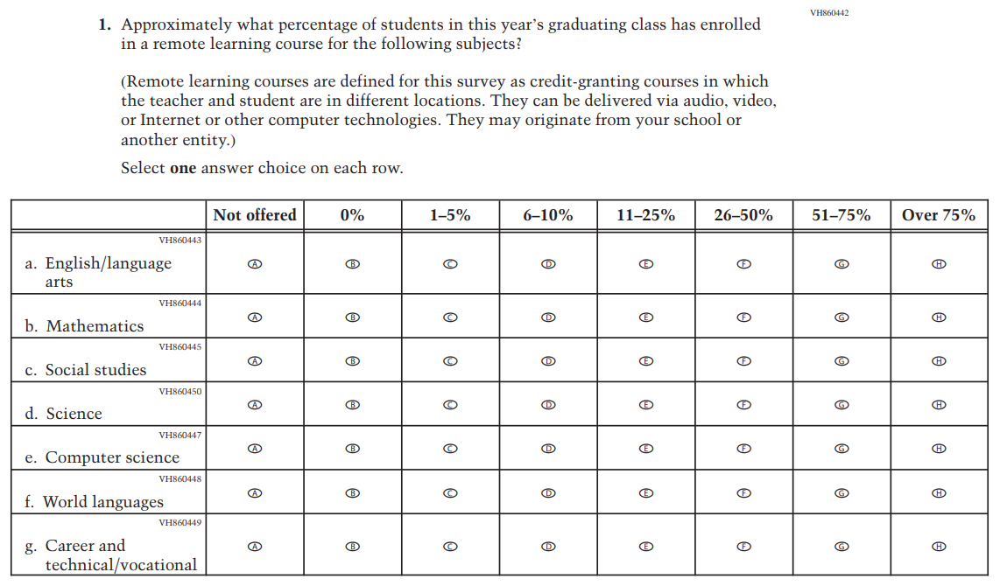 VH860442
1. Approximately what percentage of students in this year's graduating class has enrolled
in a remote learning course for the following subjects?
(Remote learning courses are defined for this survey as credit-granting courses in which
the teacher and student are in different locations. They can be delivered via audio, video,
or Internet or other computer technologies. They may originate from your school or
another entity.)
Select one answer choice on each row.
Not offered 0% 1–5% 6–10% 11–25% 26–50% 51–75% Over 75%
VH860443
a. English/language
arts
A B C D E F G H
VH860444
b. Mathematics
A B C D E F G H
VH860445
c. Social studies
A B C D E F G H
VH860450
d. Science
A B C D E F G H
VH860447
e. Computer science
A B C D E F G H
VH860448
f. World languages
A B C D E F G H
VH860449
g. Career and
technical/vocational
A B C D E F G H